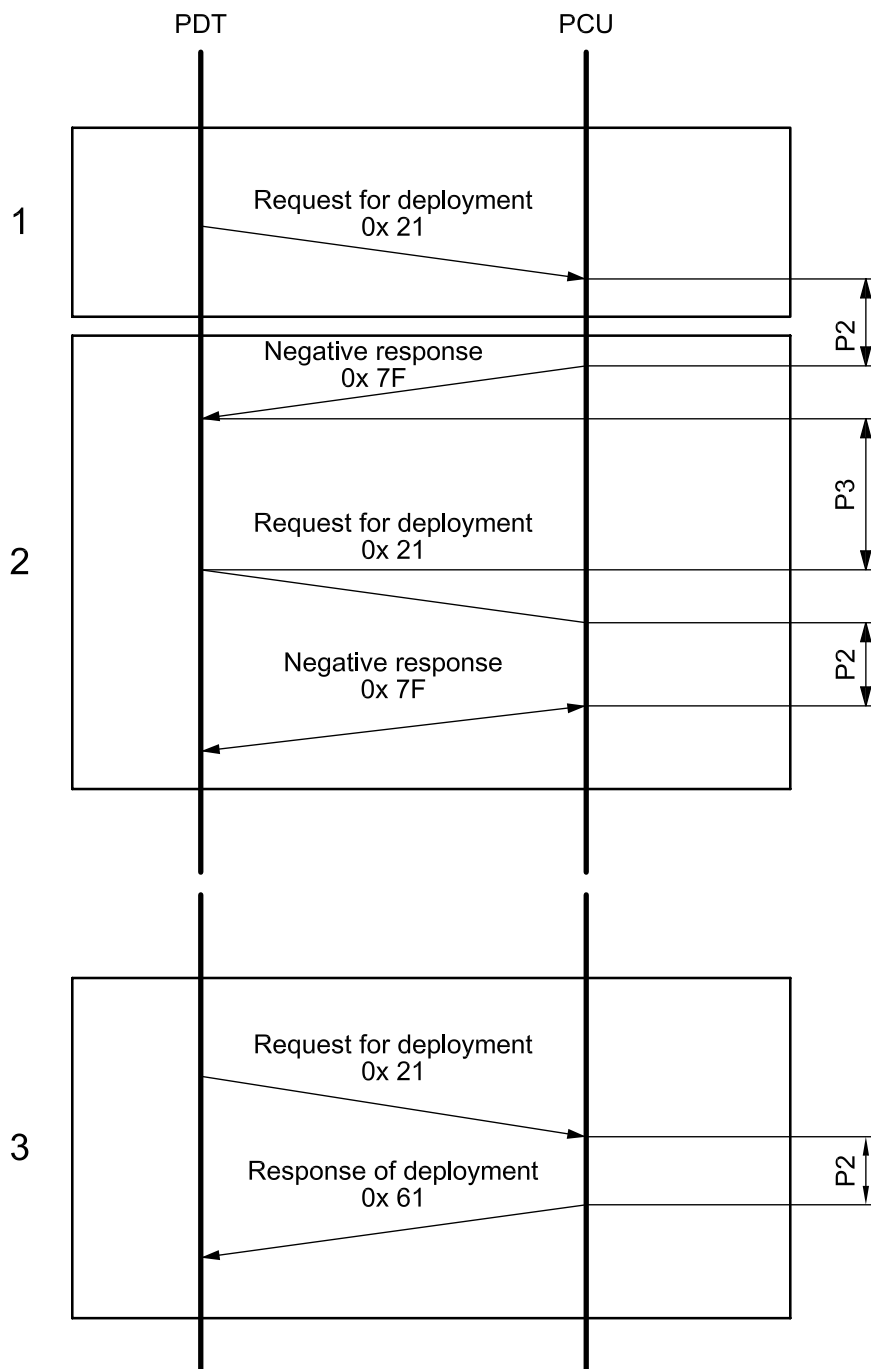 PDT
PCU
1
Request for deployment
0x 21
P2
Negative response
0x 7F
P3
2
Request for deployment
0x 21
P2
Negative response
0x 7F
3
Request for deployment
0x 21
P2
Response of deployment
0x 61